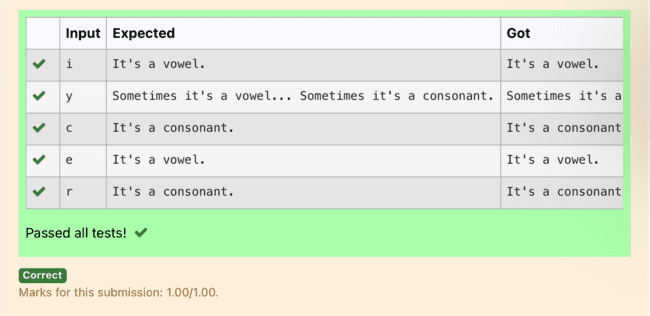 Input Expected Got
i It's a vowel. It's a vowel.
y Sometimes it's a vowel... Sometimes it's a consonant. Sometimes it's a
c It's a consonant. It's a consonant
e It's a vowel. It's a vowel.
r It's a consonant. It's a consonant
Passed all tests!
Correct
Marks for this submission: 1.00/1.00.